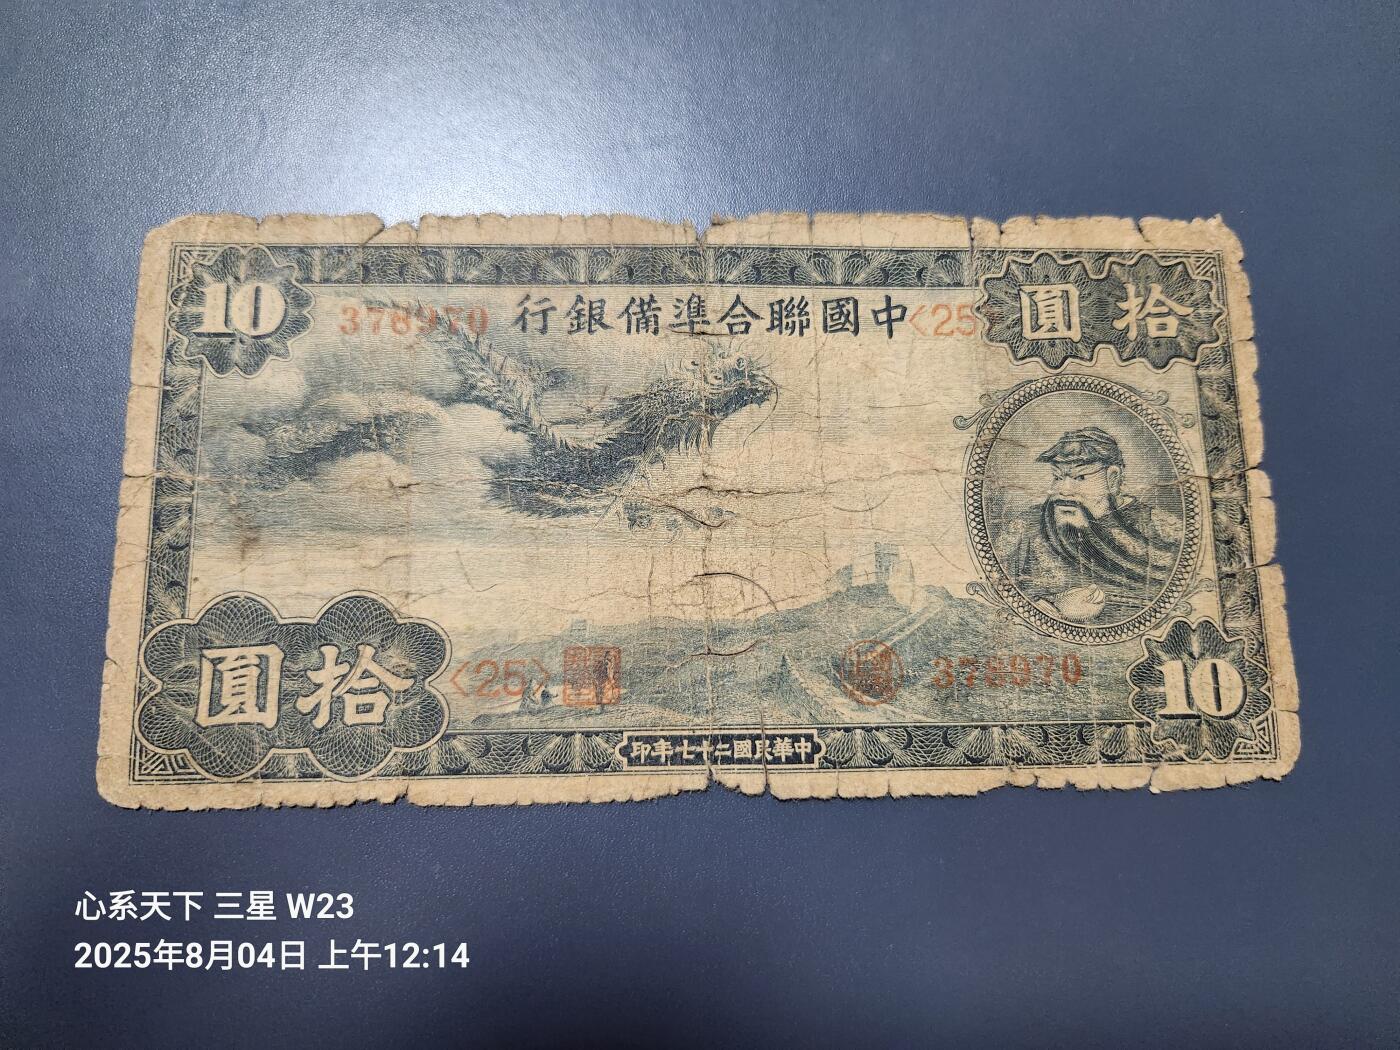 10
378970
中國聯合準備銀行
<25>
拾圓
拾圓
<25>
378970
10
中華民國二十七年印
心系天下 三星 W23
2025年8月04日 上午12:14